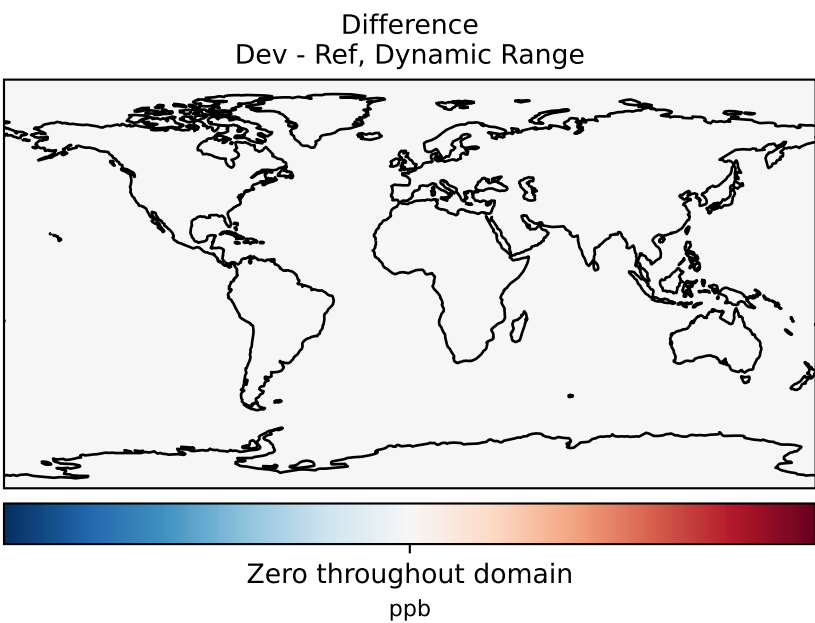 Difference
Dev - Ref, Dynamic Range
Zero throughout domain
ppb